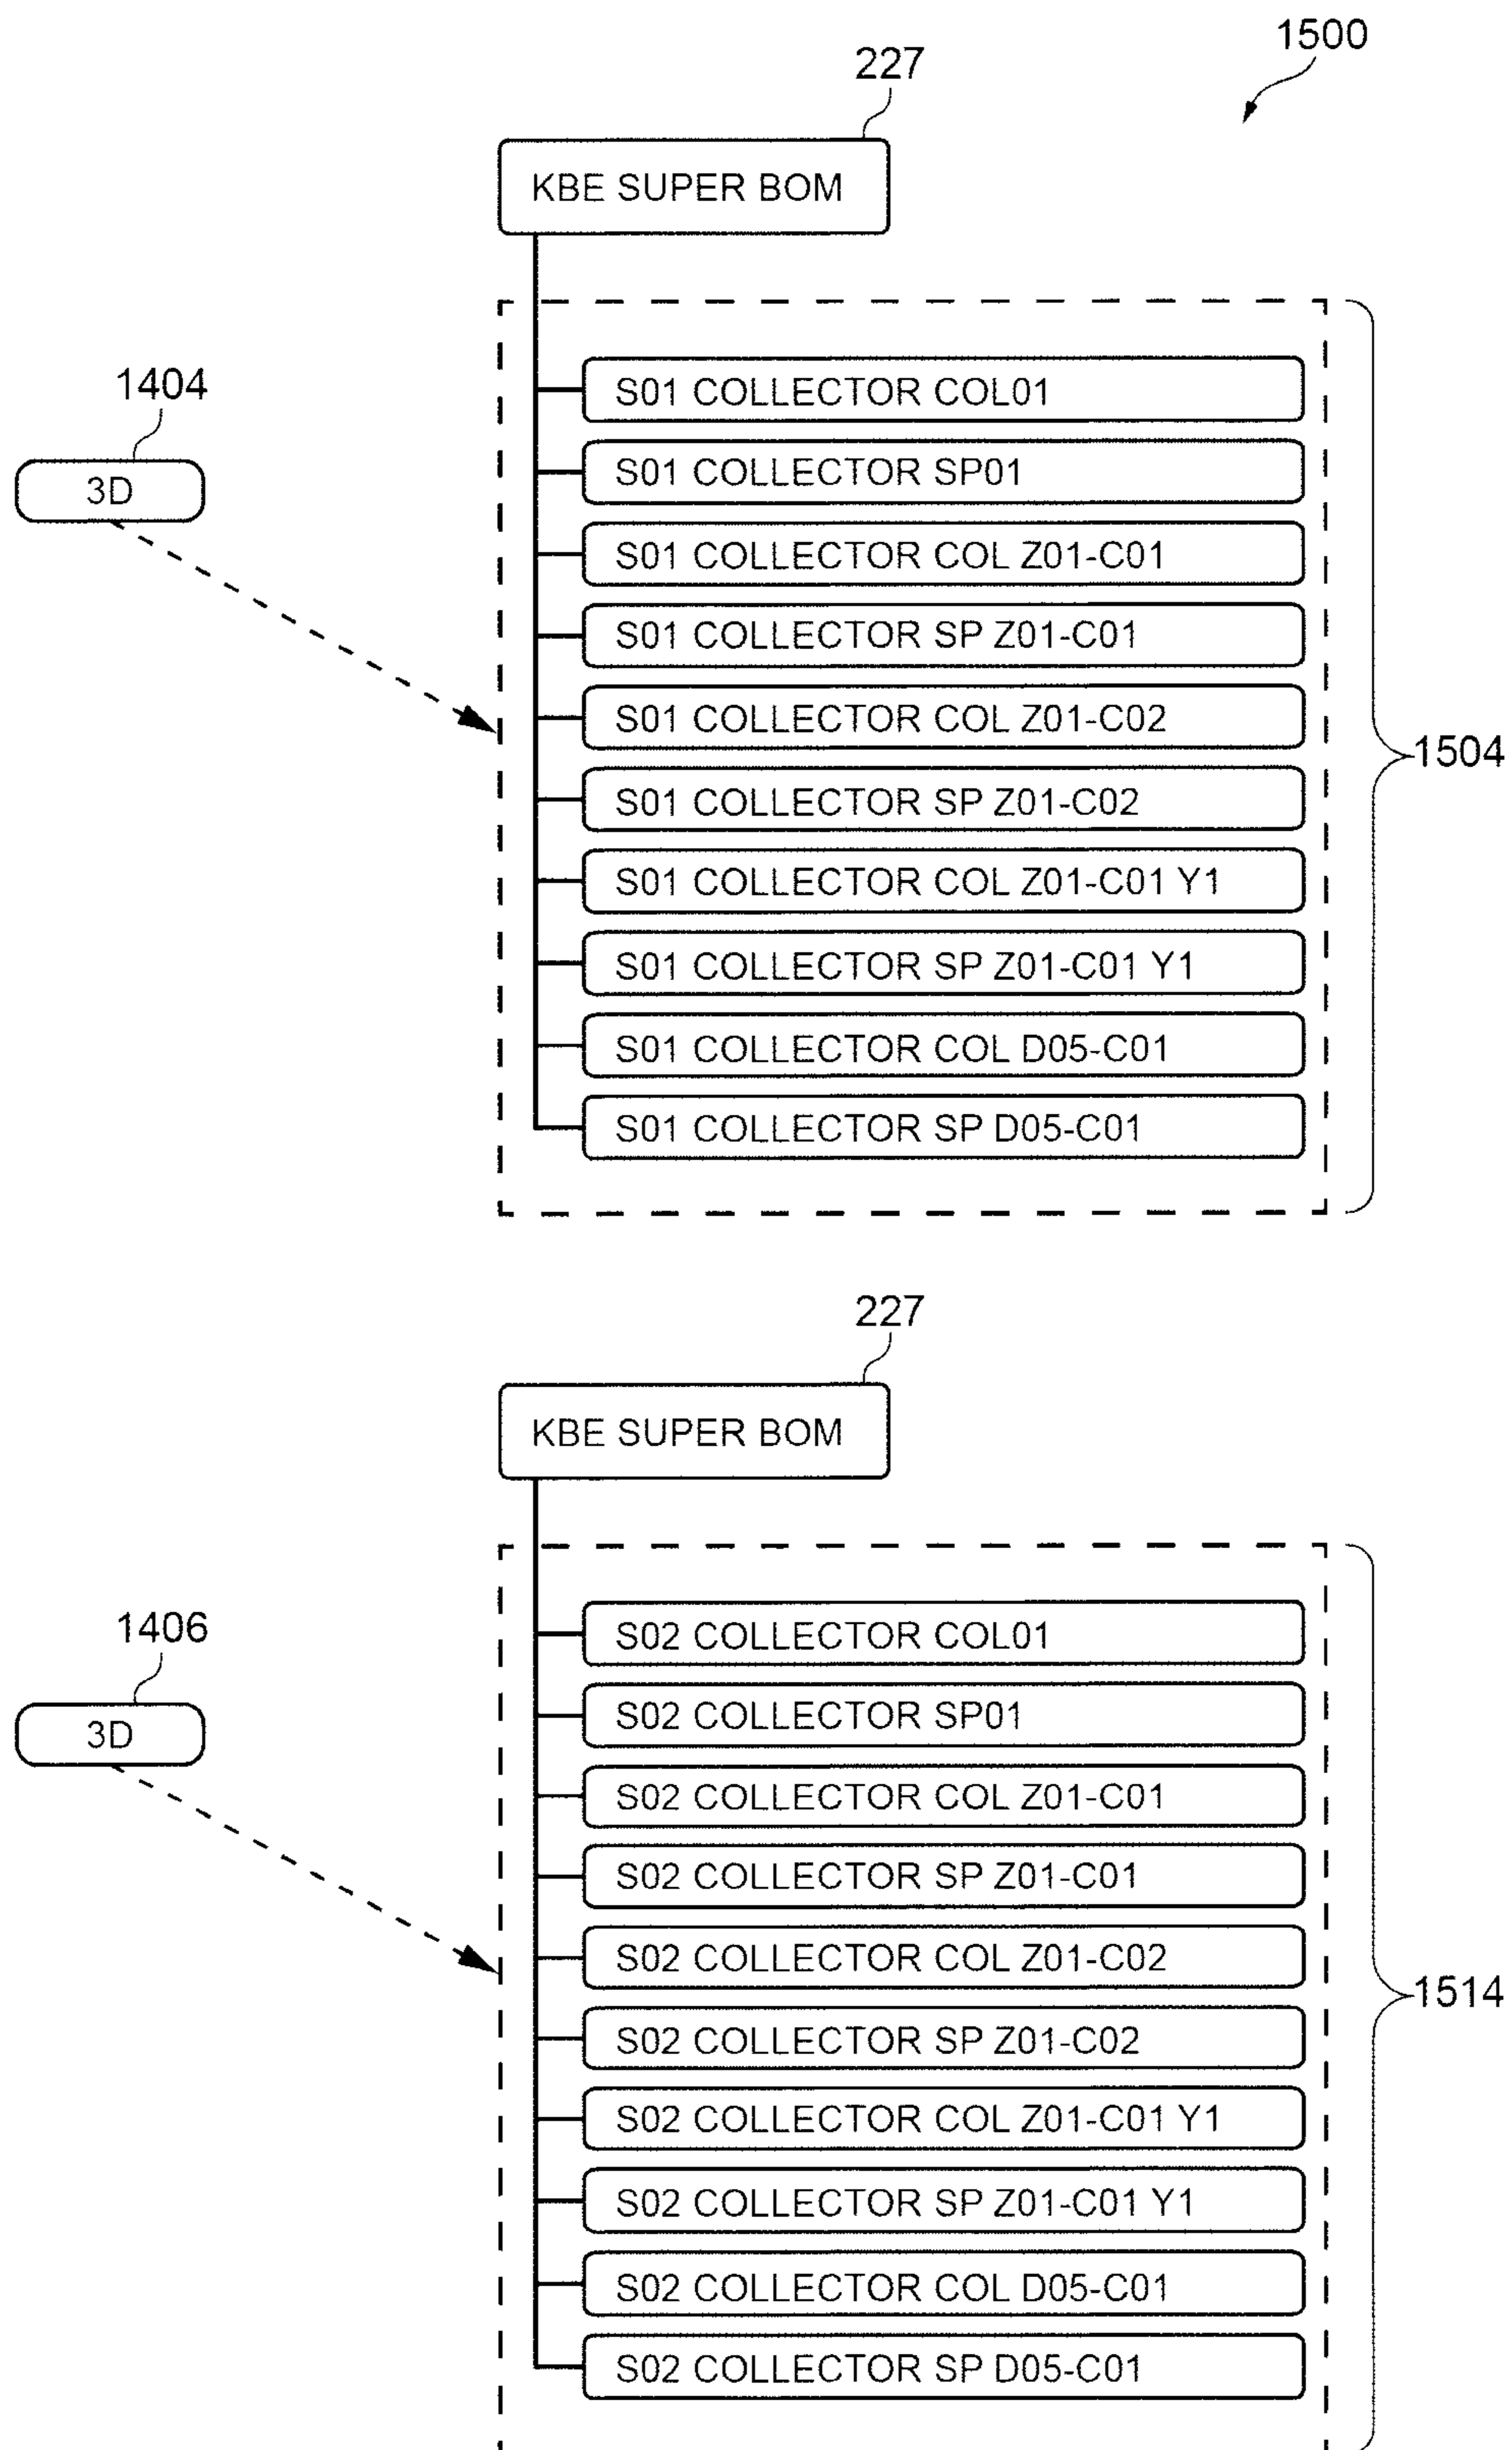 1500
227
KBE SUPER BOM
S01 COLLECTOR COL01
1404
S01 COLLECTOR SP01
3D
S01 COLLECTOR COL Z01-C01
S01 COLLECTOR SP Z01-C01
S01 COLLECTOR COL Z01-C02
1504
S01 COLLECTOR SP Z01-C02
S01 COLLECTOR COL Z01-C01 Y1
S01 COLLECTOR SP Z01-C01 Y1
S01 COLLECTOR COL D05-C01
S01 COLLECTOR SP D05-C01
227
KBE SUPER BOM
1406
S02 COLLECTOR COL01
S02 COLLECTOR SP01
3D
S02 COLLECTOR COL Z01-C01
S02 COLLECTOR SP Z01-C01
S02 COLLECTOR COL Z01-C02
1514
S02 COLLECTOR SP Z01-C02
S02 COLLECTOR COL Z01-C01 Y1
S02 COLLECTOR SP Z01-C01 Y1
S02 COLLECTOR COL D05-C01
S02 COLLECTOR SP D05-C01